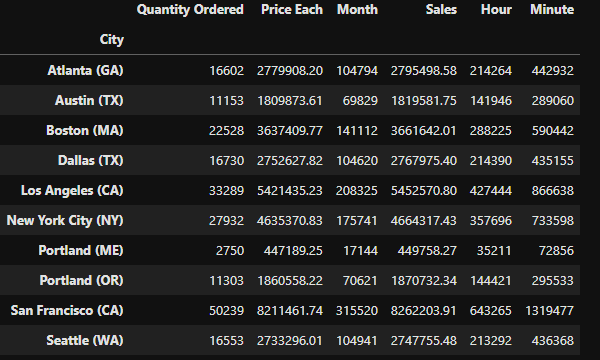 Quantity Ordered Price Each Month Sales Hour Minute
City
Atlanta (GA) 16602 2779908.20 104794 2795498.58 214264 442932
Austin (TX) 11153 1809873.61 69829 1819581.75 141946 289060
Boston (MA) 22528 3637409.77 141112 3661642.01 288225 590442
Dallas (TX) 16730 2752627.82 104620 2767975.40 214390 435155
Los Angeles (CA) 33289 5421435.23 208325 5452570.80 427444 866638
New York City (NY) 27932 4635370.83 175741 4664317.43 357696 733598
Portland (ME) 2750 447189.25 17144 449758.27 35211 72856
Portland (OR) 11303 1860558.22 70621 1870732.34 144421 295533
San Francisco (CA) 50239 8211461.74 315520 8262203.91 643265 1319477
Seattle (WA) 16553 2733296.01 104941 2747755.48 213292 436368